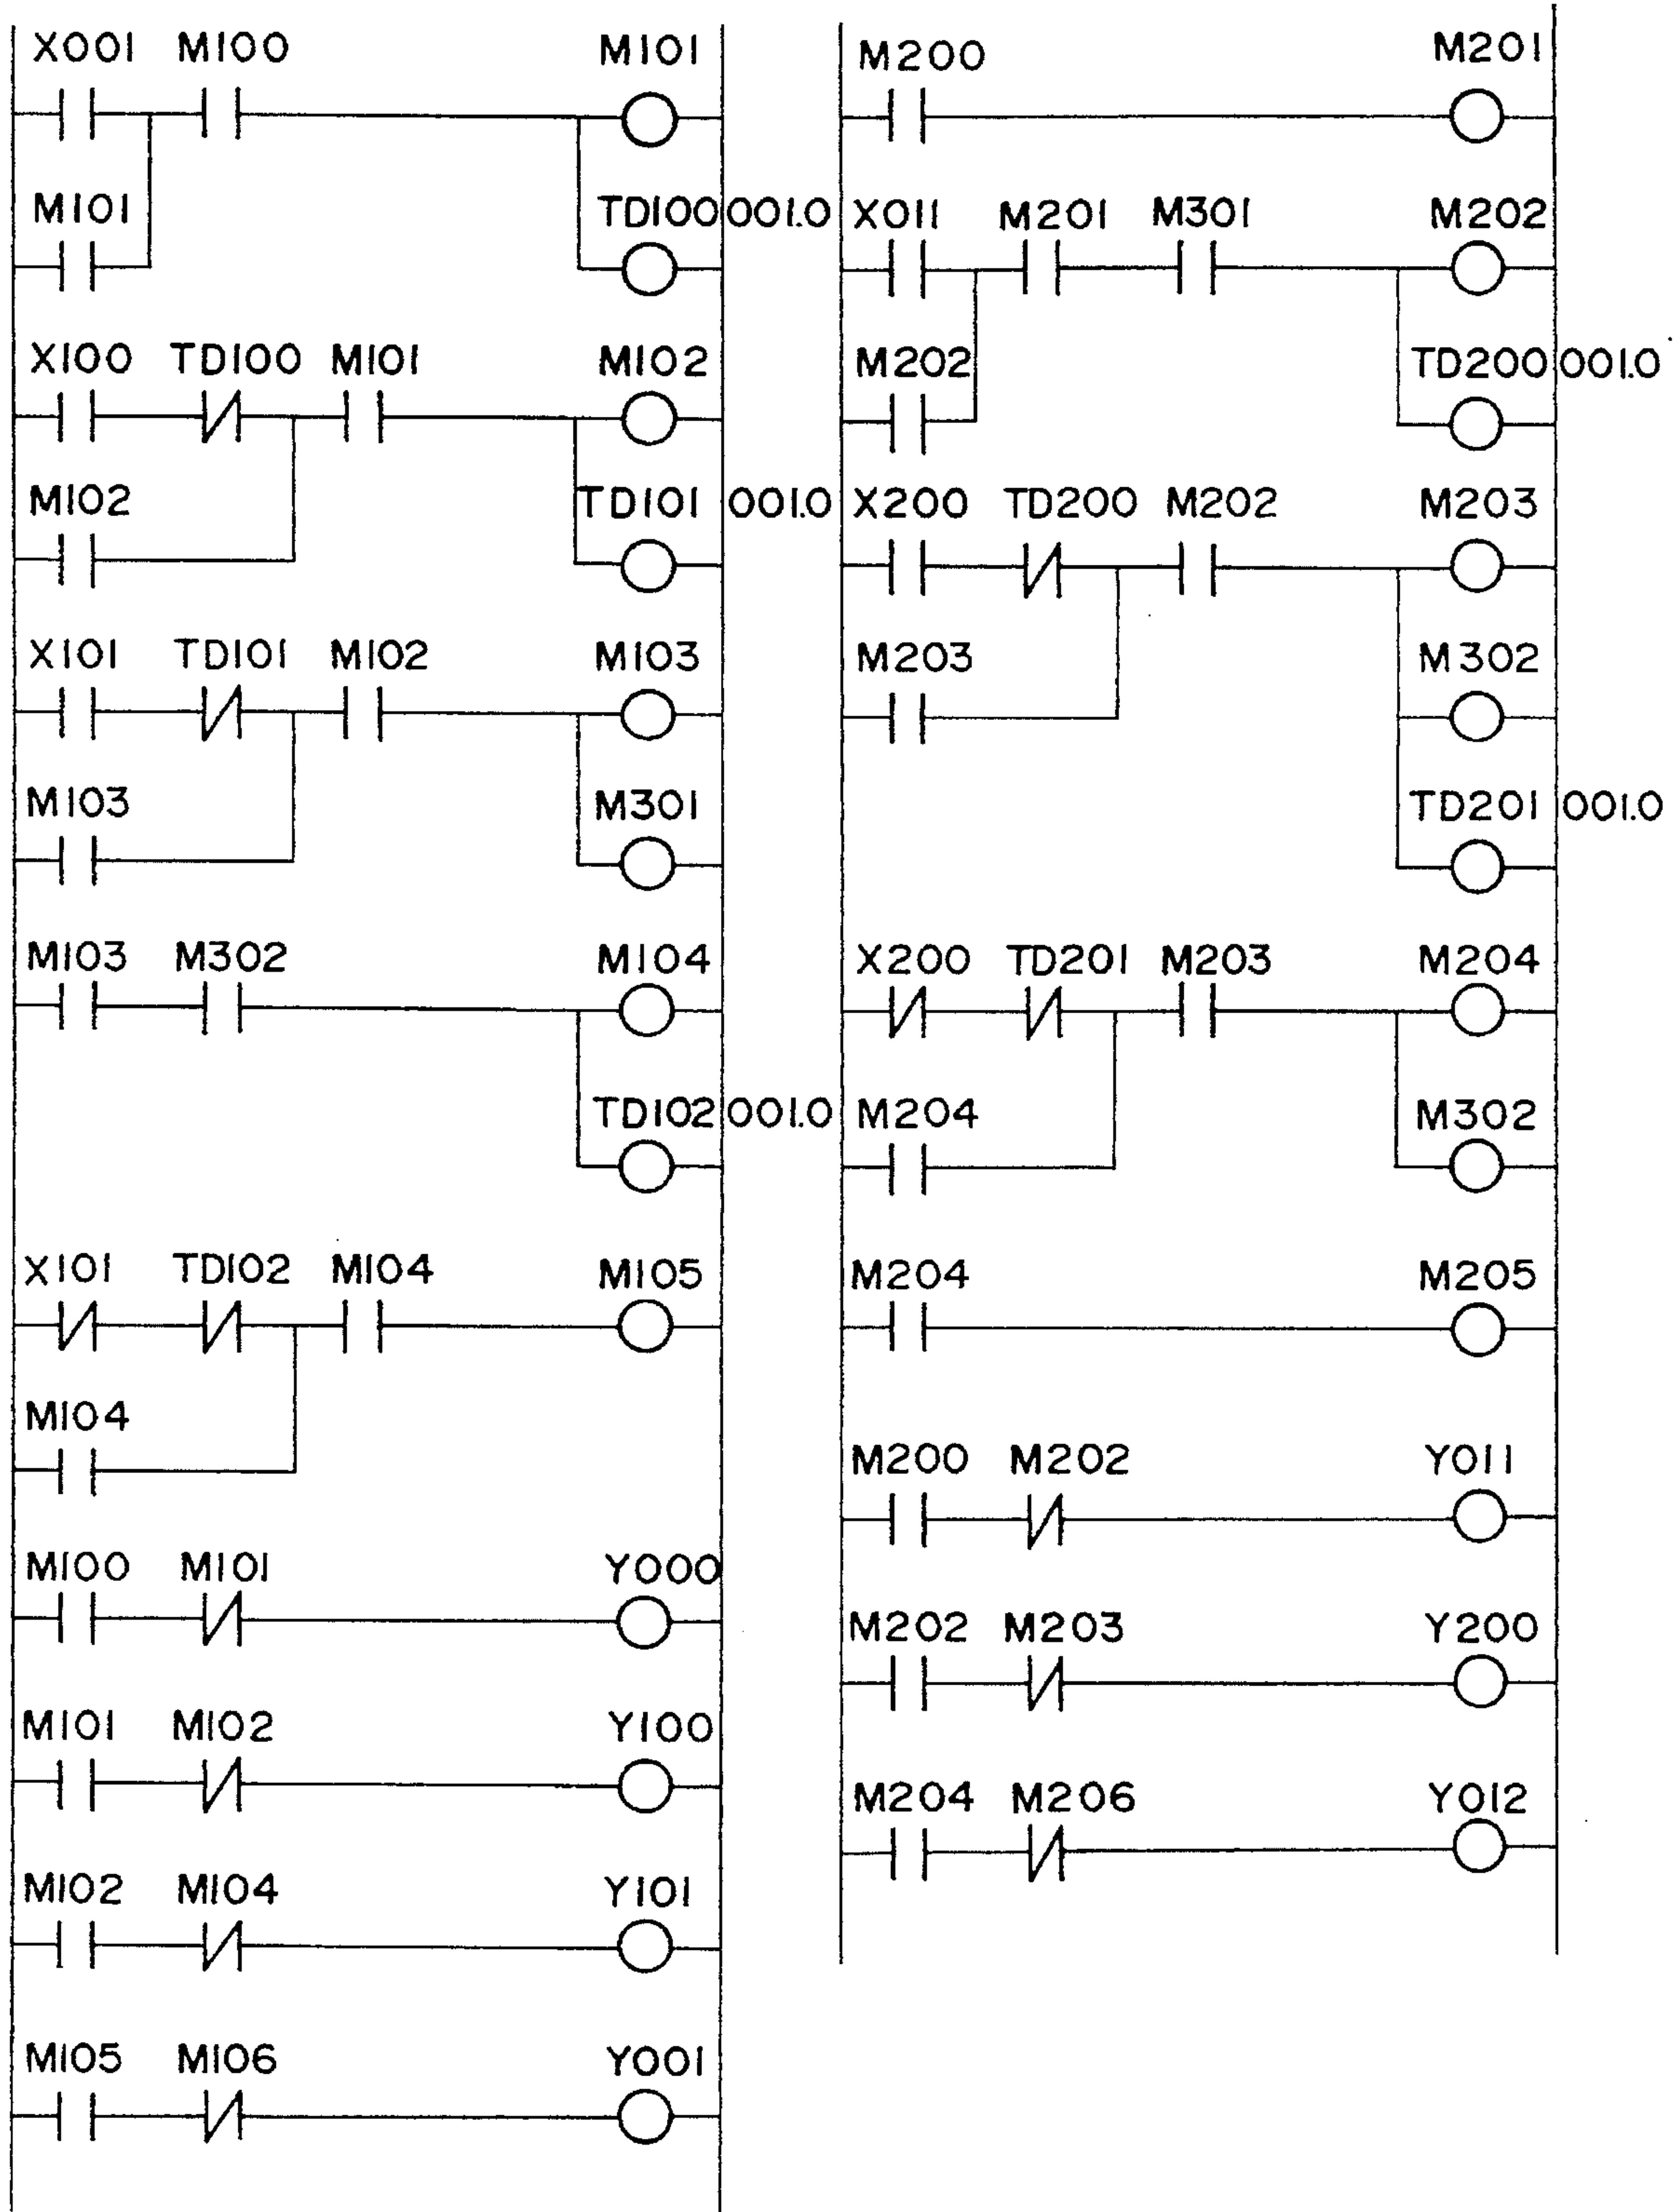 X001 M100 M101
M101 TD100 001.0
X100 TD100 M101 M102
M102 TD101 001.0
X101 TD101 M102 M103
M103 M301
M103 M302 M104
TD102 001.0
X101 TD102 M104 M105
M104
M100 M101 Y000
M101 M102 Y100
M102 M104 Y101
M105 M106 Y001
M200 M201
X011 M201 M301 M202
M202 TD200 001.0
X200 TD200 M202 M203
M203 M302
TD201 001.0
X200 TD201 M203 M204
M204 M302
M204 M205
M200 M202 Y011
M202 M203 Y200
M204 M206 Y012